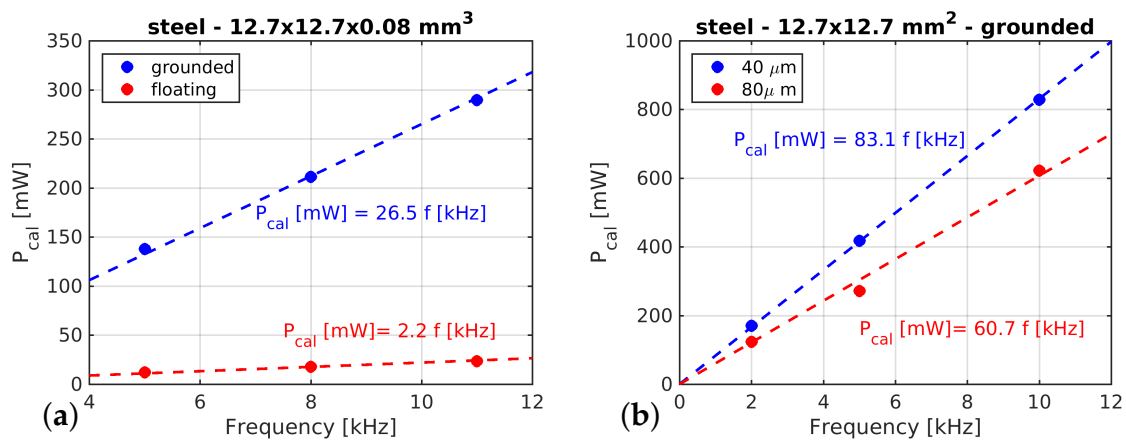 steel - 12.7x12.7x0.08 mm³
350
300
250
200
150
100
50
0
P_cal [mW]
grounded
floating
P_cal [mW] = 26.5 f [kHz]
P_cal [mW]= 2.2 f [kHz]
4 6 8 10 12
Frequency [kHz]
(a)
steel - 12.7x12.7 mm² - grounded
1000
800
600
400
200
0
P_cal [mW]
40 μm
80μ m
P_cal [mW] = 83.1 f [kHz]
P_cal [mW]= 60.7 f [kHz]
0 2 4 6 8 10 12
Frequency [kHz]
(b)